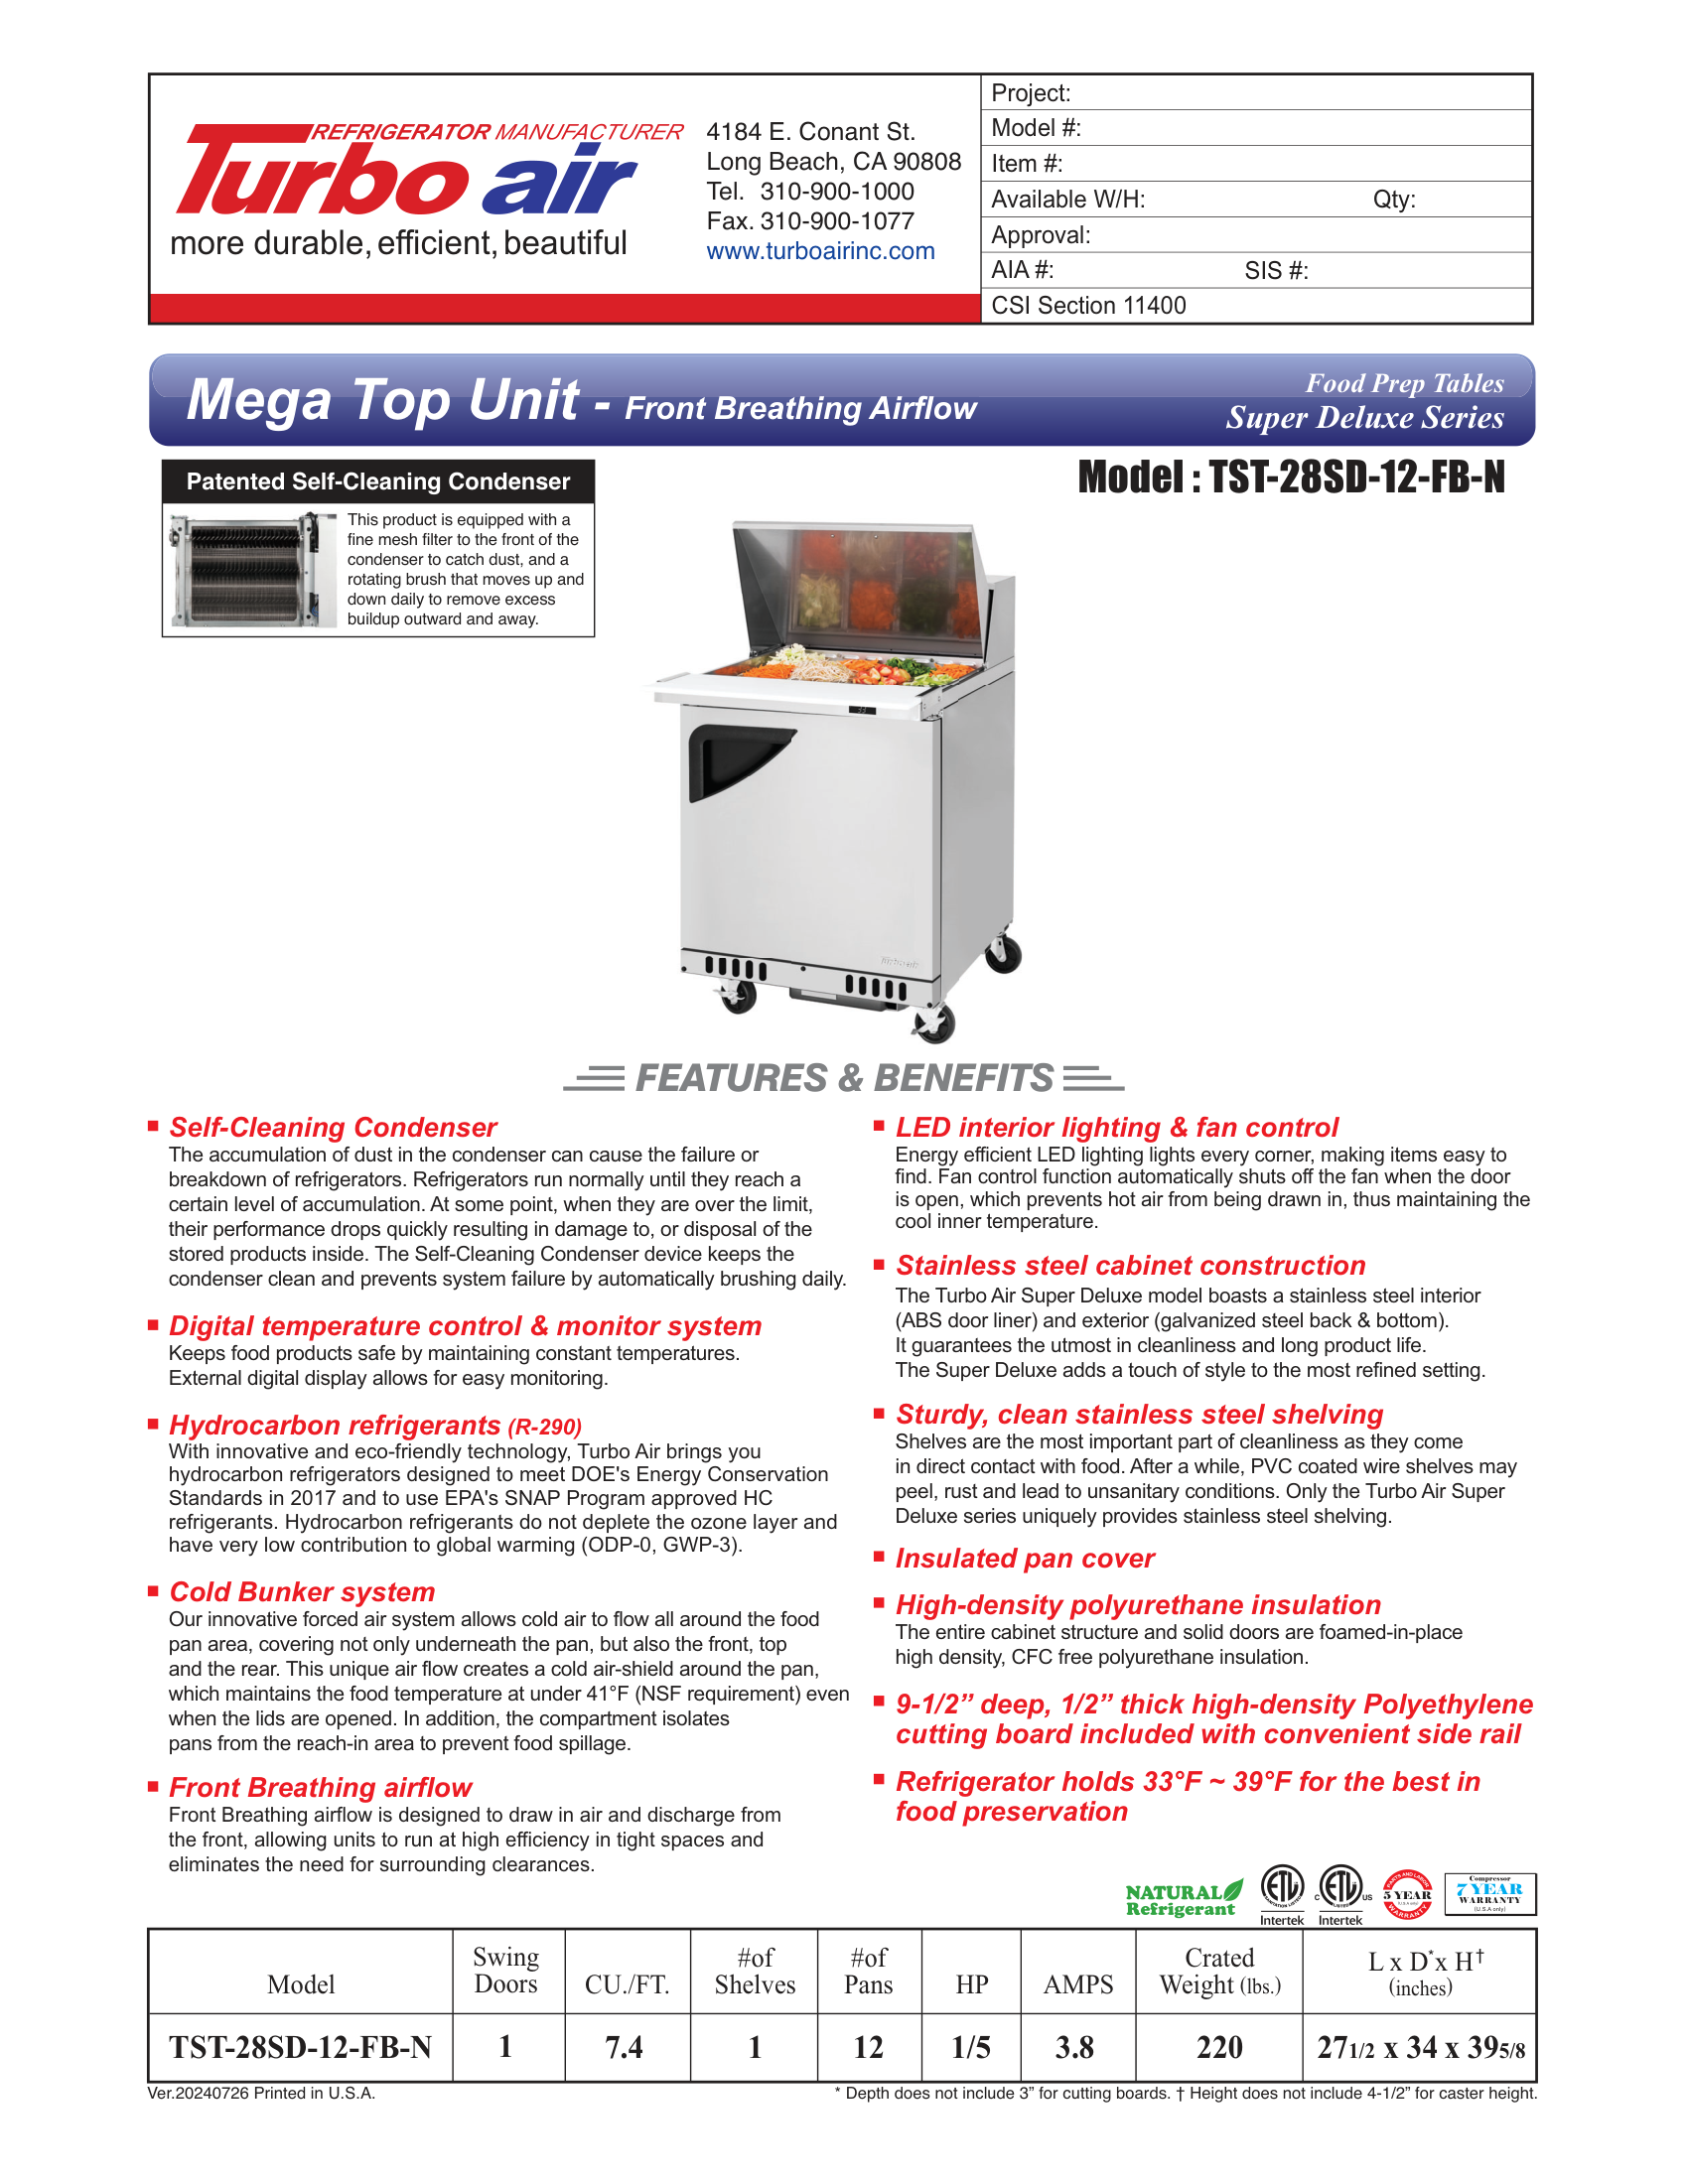 REFRIGERATOR MANUFACTURER
Turbo air
more durable, efficient, beautiful
4184 E. Conant St.
Long Beach, CA 90808
Tel. 310-900-1000
Fax. 310-900-1077
www.turboairinc.com
Project:
Model #:
Item #:
Available W/H: Qty:
Approval:
AIA #: SIS #:
CSI Section 11400
Mega Top Unit - Front Breathing Airflow
Food Prep Tables
Super Deluxe Series
Model : TST-28SD-12-FB-N
Patented Self-Cleaning Condenser
This product is equipped with a
fine mesh filter to the front of the
condenser to catch dust, and a
rotating brush that moves up and
down daily to remove excess
buildup outward and away.
33
Turbo air
FEATURES & BENEFITS
Self-Cleaning Condenser
The accumulation of dust in the condenser can cause the failure or
breakdown of refrigerators. Refrigerators run normally until they reach a
certain level of accumulation. At some point, when they are over the limit,
their performance drops quickly resulting in damage to, or disposal of the
stored products inside. The Self-Cleaning Condenser device keeps the
condenser clean and prevents system failure by automatically brushing daily.
Digital temperature control & monitor system
Keeps food products safe by maintaining constant temperatures.
External digital display allows for easy monitoring.
Hydrocarbon refrigerants (R-290)
With innovative and eco-friendly technology, Turbo Air brings you
hydrocarbon refrigerators designed to meet DOE's Energy Conservation
Standards in 2017 and to use EPA's SNAP Program approved HC
refrigerants. Hydrocarbon refrigerants do not deplete the ozone layer and
have very low contribution to global warming (ODP-0, GWP-3).
Cold Bunker system
Our innovative forced air system allows cold air to flow all around the food
pan area, covering not only underneath the pan, but also the front, top
and the rear. This unique air flow creates a cold air-shield around the pan,
which maintains the food temperature at under 41°F (NSF requirement) even
when the lids are opened. In addition, the compartment isolates
pans from the reach-in area to prevent food spillage.
Front Breathing airflow
Front Breathing airflow is designed to draw in air and discharge from
the front, allowing units to run at high efficiency in tight spaces and
eliminates the need for surrounding clearances.
LED interior lighting & fan control
Energy efficient LED lighting lights every corner, making items easy to
find. Fan control function automatically shuts off the fan when the door
is open, which prevents hot air from being drawn in, thus maintaining the
cool inner temperature.
Stainless steel cabinet construction
The Turbo Air Super Deluxe model boasts a stainless steel interior
(ABS door liner) and exterior (galvanized steel back & bottom).
It guarantees the utmost in cleanliness and long product life.
The Super Deluxe adds a touch of style to the most refined setting.
Sturdy, clean stainless steel shelving
Shelves are the most important part of cleanliness as they come
in direct contact with food. After a while, PVC coated wire shelves may
peel, rust and lead to unsanitary conditions. Only the Turbo Air Super
Deluxe series uniquely provides stainless steel shelving.
Insulated pan cover
High-density polyurethane insulation
The entire cabinet structure and solid doors are foamed-in-place
high density, CFC free polyurethane insulation.
9-1/2” deep, 1/2” thick high-density Polyethylene
cutting board included with convenient side rail
Refrigerator holds 33°F ~ 39°F for the best in
food preservation
NATURAL
Refrigerant
ETL
SANITATION LISTED
Intertek
C ETL US
LISTED
Intertek
PARTS AND LABOR
5 YEAR
WARRANTY
Compressor
7 YEAR
WARRANTY
(U.S.A only)
Model Swing Doors CU./FT. #of Shelves #of Pans HP AMPS Crated Weight (lbs.) L x D* x H† (inches)
TST-28SD-12-FB-N 1 7.4 1 12 1/5 3.8 220 27 1/2 x 34 x 39 5/8
Ver.20240726 Printed in U.S.A.
* Depth does not include 3” for cutting boards. † Height does not include 4-1/2” for caster height.